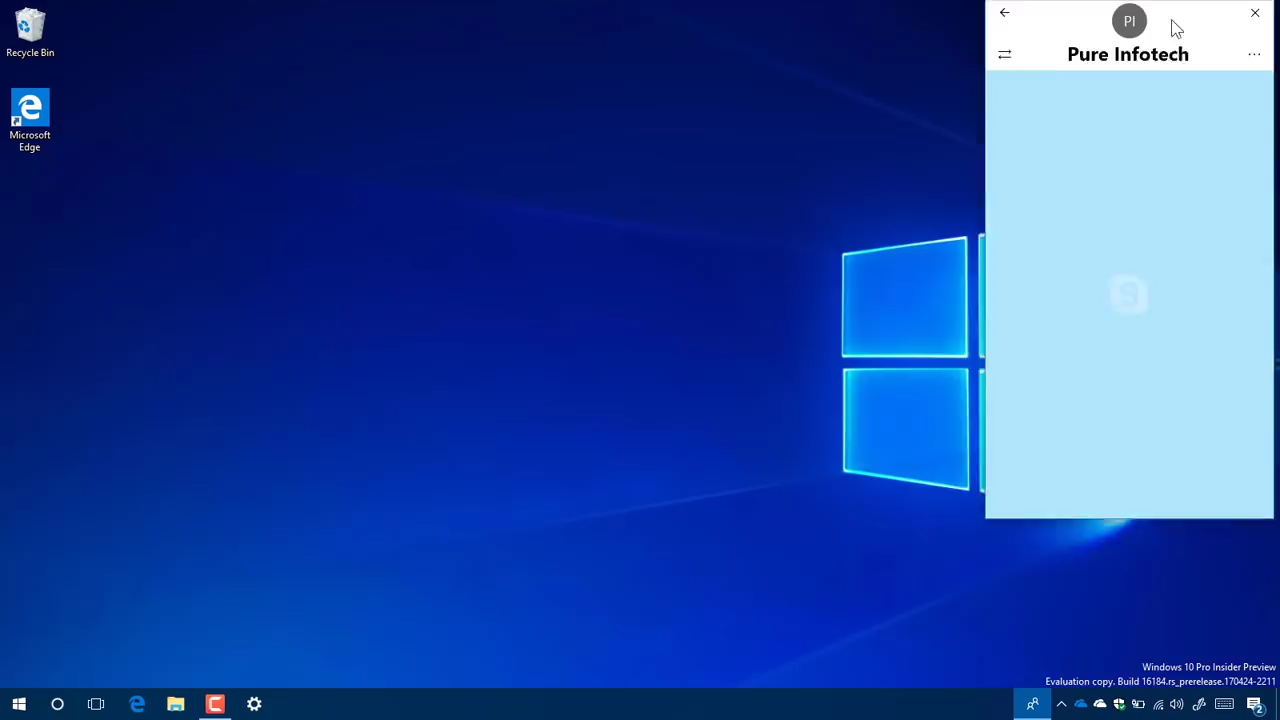 Recycle Bin
Microsoft
Edge
PI
Pure Infotech
S
Windows 10 Pro Insider Preview
Evaluation copy. Build 16184.rs_prerelease.170424-2211
2